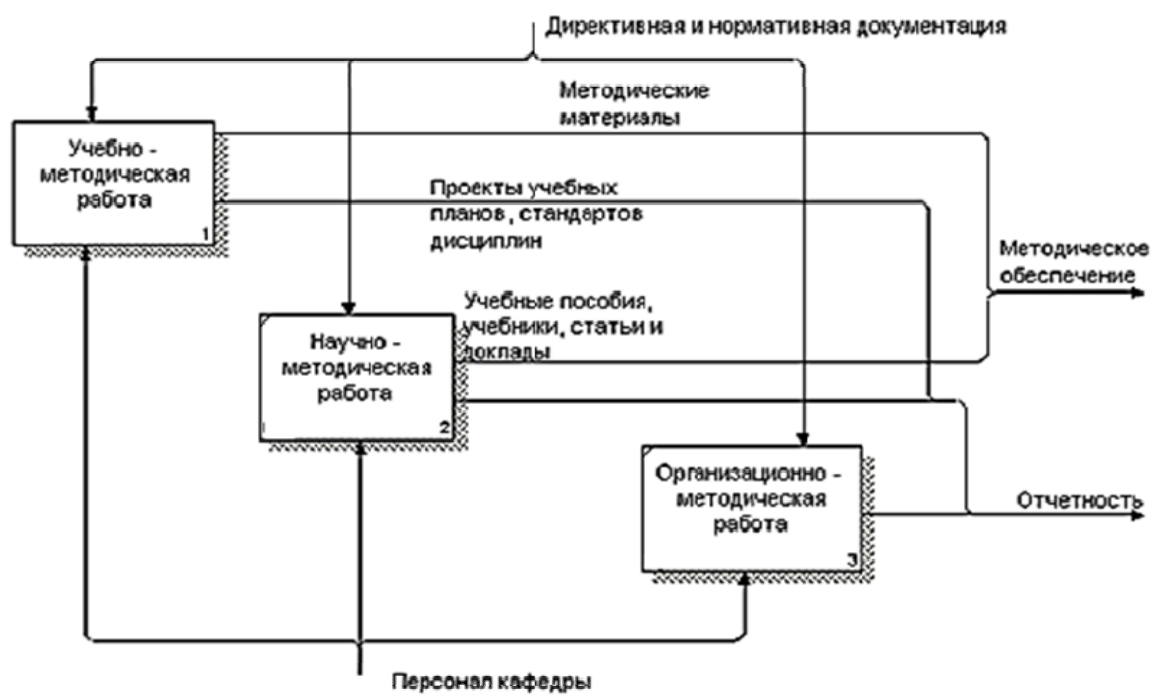 Директивная и нормативная документация
Методические
материалы
Учебно -
методическая
работа
1
Проекты учебных
планов, стандартов
дисциплин
Методическое
обеспечение
Учебные пособия,
учебники, статьи и
доклады
Научно -
методическая
работа
2
Организационно -
методическая
работа
3
Отчетность
Персонал кафедры